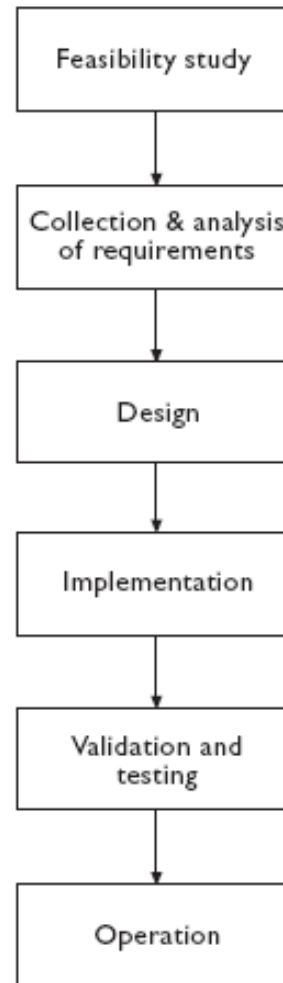 Feasibility study
Collection & analysis
of requirements
Design
Implementation
Validation and
testing
Operation